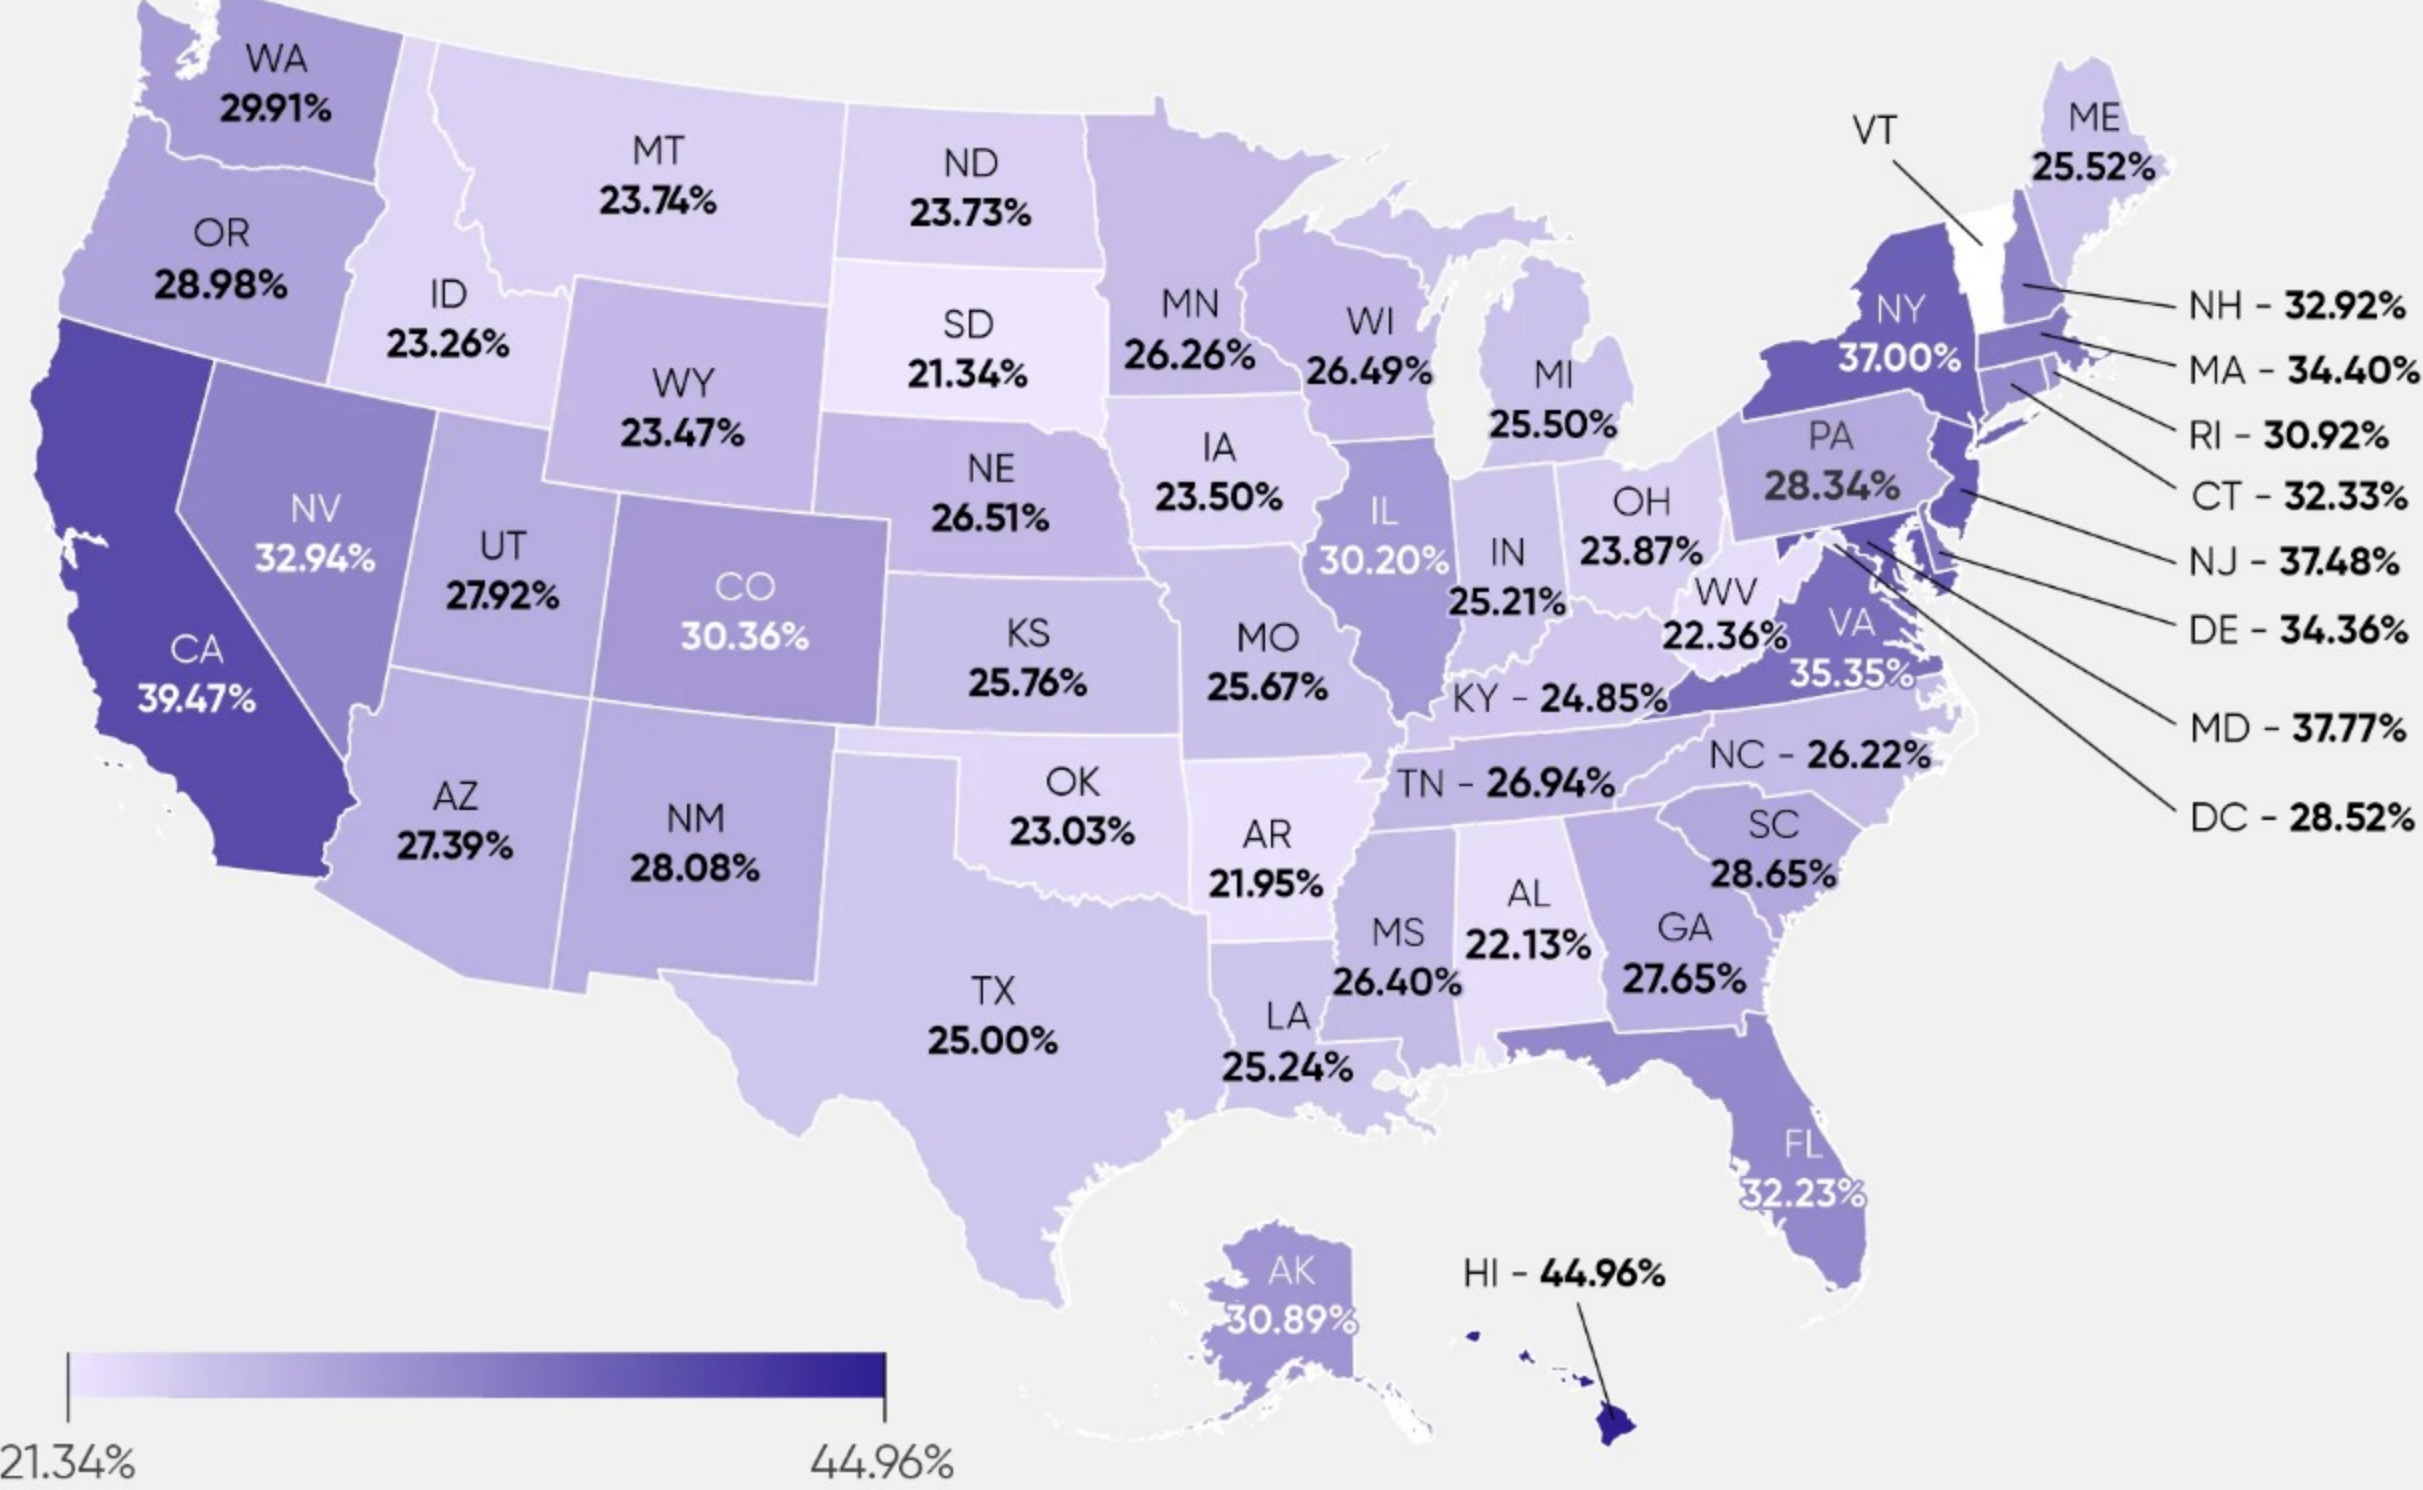 WA
29.91%
OR
28.98%
CA
39.47%
NV
32.94%
ID
23.26%
MT
23.74%
WY
23.47%
UT
27.92%
CO
30.36%
AZ
27.39%
NM
28.08%
ND
23.73%
SD
21.34%
NE
26.51%
KS
25.76%
OK
23.03%
TX
25.00%
MN
26.26%
IA
23.50%
MO
25.67%
AR
21.95%
LA
25.24%
WI
26.49%
IL
30.20%
MI
25.50%
IN
25.21%
OH
23.87%
KY - 24.85%
TN - 26.94%
MS
26.40%
AL
22.13%
GA
27.65%
FL
32.23%
SC
28.65%
NC - 26.22%
WV
22.36%
VA
35.35%
PA
28.34%
NY
37.00%
VT
ME
25.52%
NH - 32.92%
MA - 34.40%
RI - 30.92%
CT - 32.33%
NJ - 37.48%
DE - 34.36%
MD - 37.77%
DC - 28.52%
AK
30.89%
HI - 44.96%
21.34%
44.96%